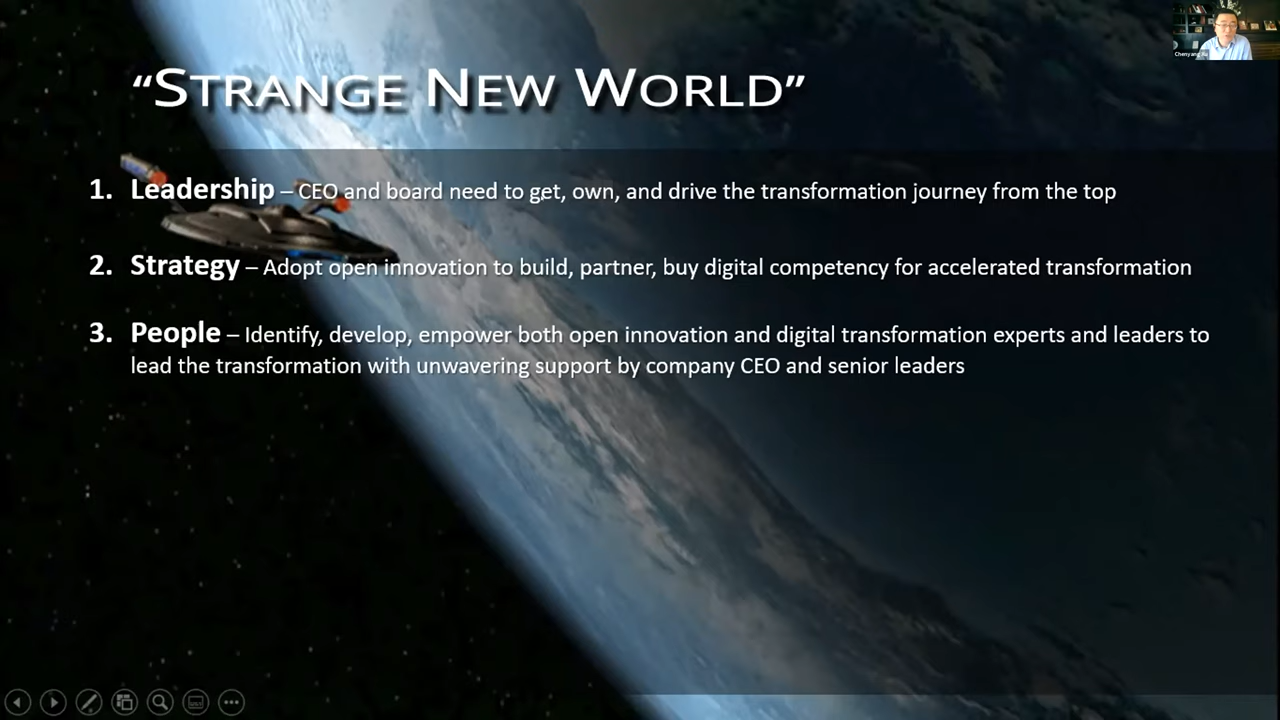 “STRANGE NEW WORLD”
1. Leadership – CEO and board need to get, own, and drive the transformation journey from the top
2. Strategy – Adopt open innovation to build, partner, buy digital competency for accelerated transformation
3. People – Identify, develop, empower both open innovation and digital transformation experts and leaders to
lead the transformation with unwavering support by company CEO and senior leaders